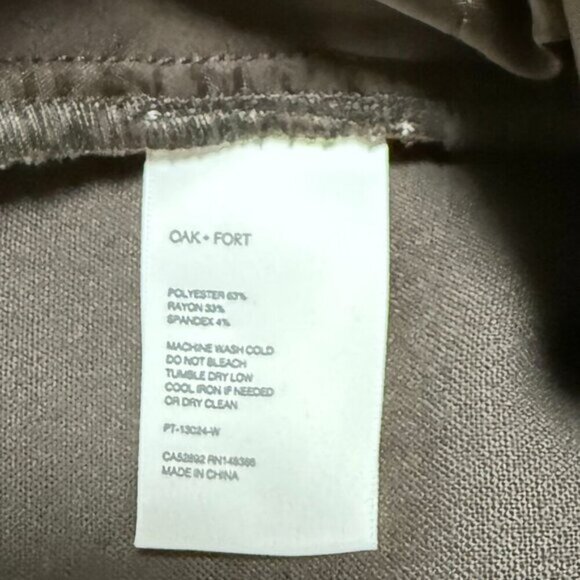 OAK + FORT
POLYESTER 63%
RAYON 33%
SPANDEX 4%
MACHINE WASH COLD
DO NOT BLEACH
TUMBLE DRY LOW
COOL IRON IF NEEDED
OR DRY CLEAN
PT-13024-W
CA52892 RN148366
MADE IN CHINA